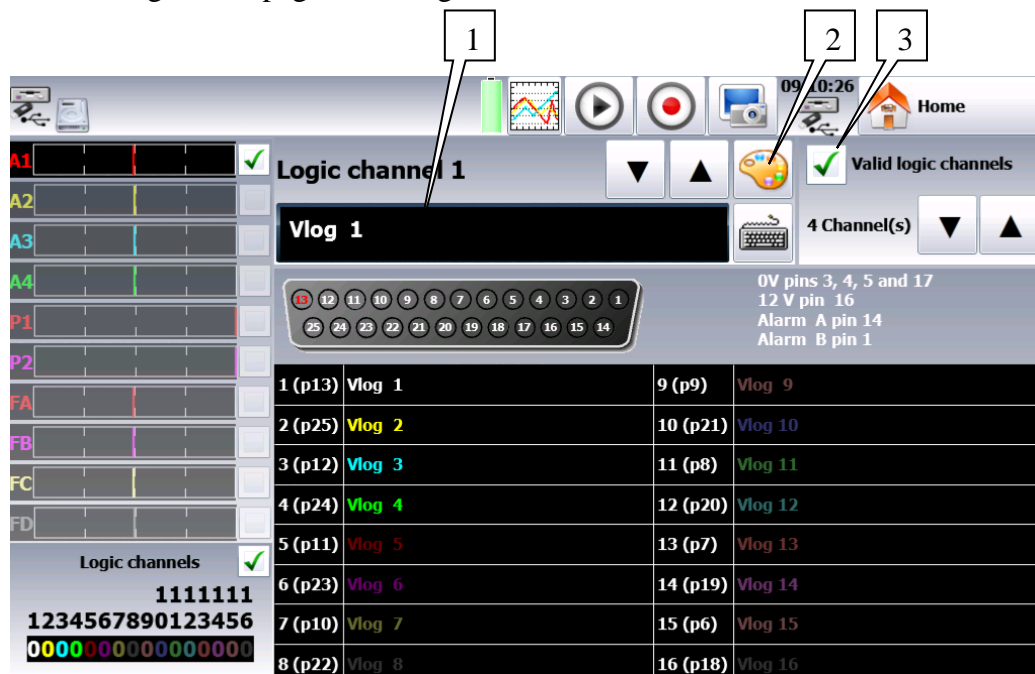 1 2 3
09:10:26
Home
A1
A2
A3
A4
P1
P2
FA
FB
FC
FD
Logic channels
1111111
1234567890123456
0000000000000000
Logic channel 1
Valid logic channels
Vlog 1
4 Channel(s)
13 12 11 10 9 8 7 6 5 4 3 2 1
25 24 23 22 21 20 19 18 17 16 15 14
0V pins 3, 4, 5 and 17
12 V pin 16
Alarm A pin 14
Alarm B pin 1
1 (p13) Vlog 1 9 (p9) Vlog 9
2 (p25) Vlog 2 10 (p21) Vlog 10
3 (p12) Vlog 3 11 (p8) Vlog 11
4 (p24) Vlog 4 12 (p20) Vlog 12
5 (p11) Vlog 5 13 (p7) Vlog 13
6 (p23) Vlog 6 14 (p19) Vlog 14
7 (p10) Vlog 7 15 (p6) Vlog 15
8 (p22) Vlog 8 16 (p18) Vlog 16